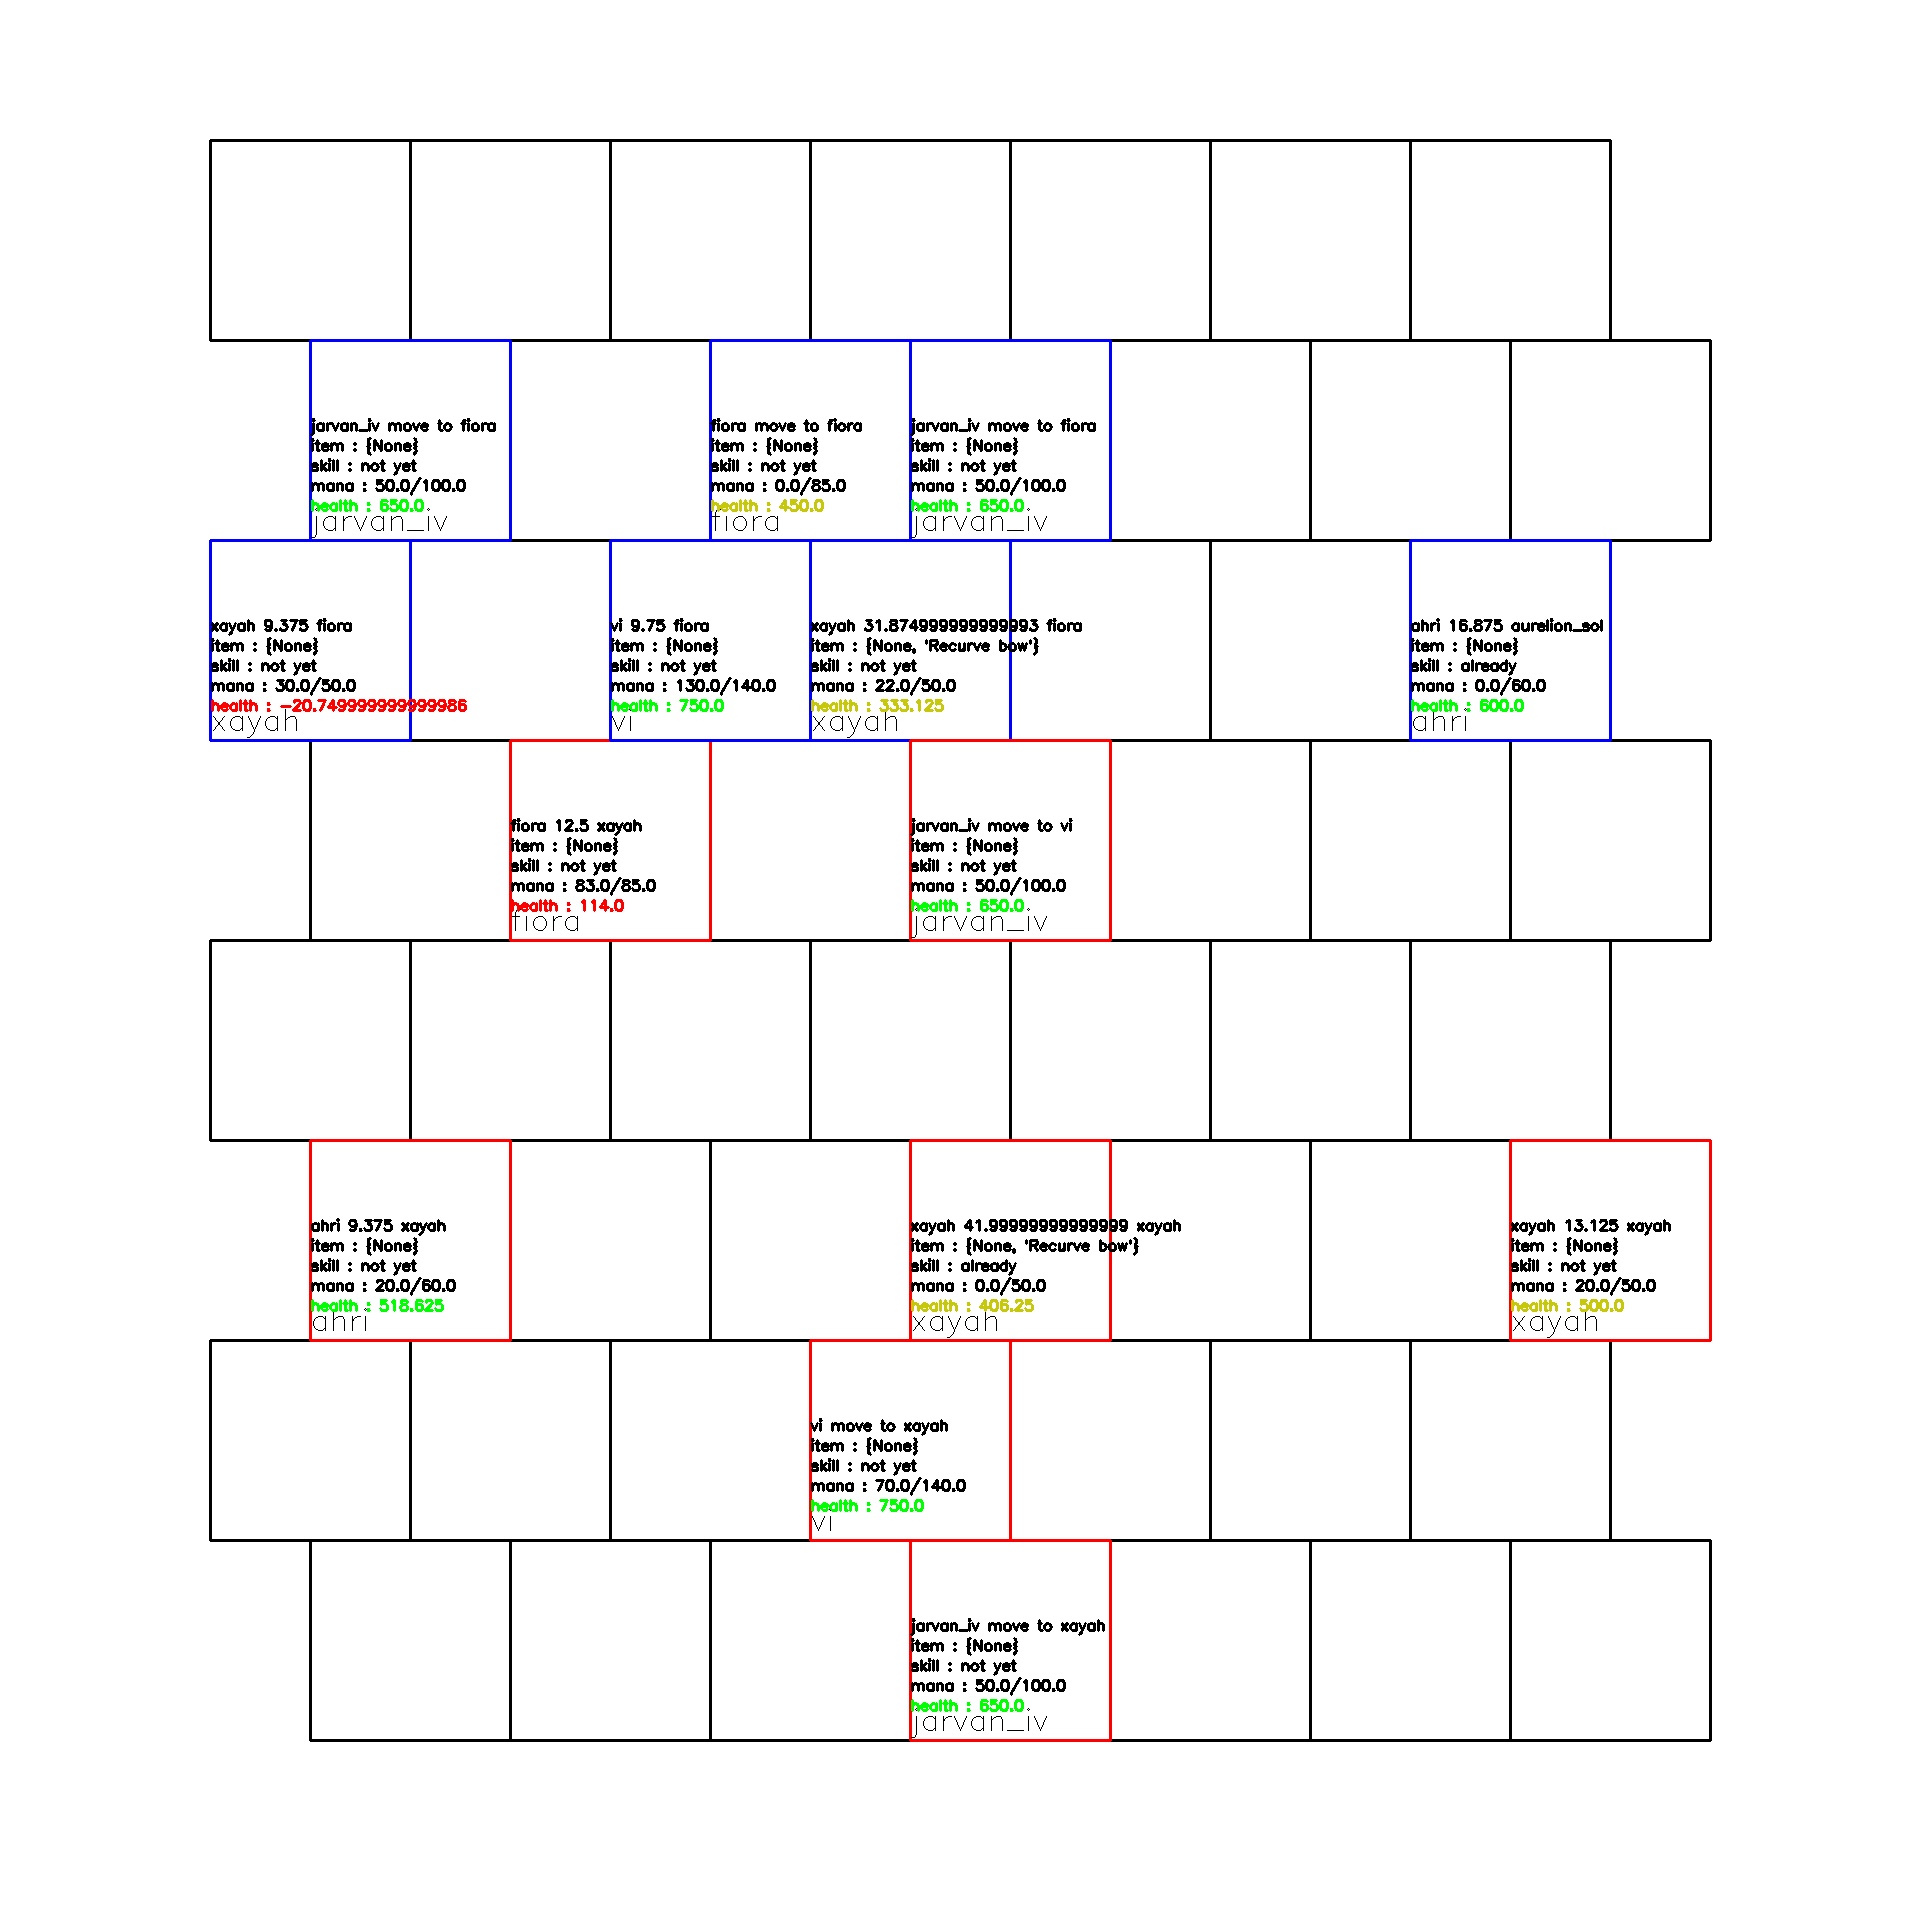 jarvan_iv move to fiora
item : {None}
skill : not yet
mana : 50.0/100.0
health : 650.0
jarvan_iv
fiora move to fiora
item : {None}
skill : not yet
mana : 0.0/85.0
health : 450.0
fiora
jarvan_iv move to fiora
item : {None}
skill : not yet
mana : 50.0/100.0
health : 650.0
jarvan_iv
xayah 9.375 fiora
item : {None}
skill : not yet
mana : 30.0/50.0
health : -20.749999999999986
xayah
vi 9.75 fiora
item : {None}
skill : not yet
mana : 130.0/140.0
health : 750.0
vi
xayah 31.874999999999993 fiora
item : {None, 'Recurve bow'}
skill : not yet
mana : 22.0/50.0
health : 333.125
xayah
ahri 16.875 aurelion_sol
item : {None}
skill : already
mana : 0.0/60.0
health : 600.0
ahri
fiora 12.5 xayah
item : {None}
skill : not yet
mana : 83.0/85.0
health : 114.0
fiora
jarvan_iv move to vi
item : {None}
skill : not yet
mana : 50.0/100.0
health : 650.0
jarvan_iv
ahri 9.375 xayah
item : {None}
skill : not yet
mana : 20.0/60.0
health : 518.625
ahri
xayah 41.99999999999999 xayah
item : {None, 'Recurve bow'}
skill : already
mana : 0.0/50.0
health : 406.25
xayah
xayah 13.125 xayah
item : {None}
skill : not yet
mana : 20.0/50.0
health : 500.0
xayah
vi move to xayah
item : {None}
skill : not yet
mana : 70.0/140.0
health : 750.0
vi
jarvan_iv move to xayah
item : {None}
skill : not yet
mana : 50.0/100.0
health : 650.0
jarvan_iv